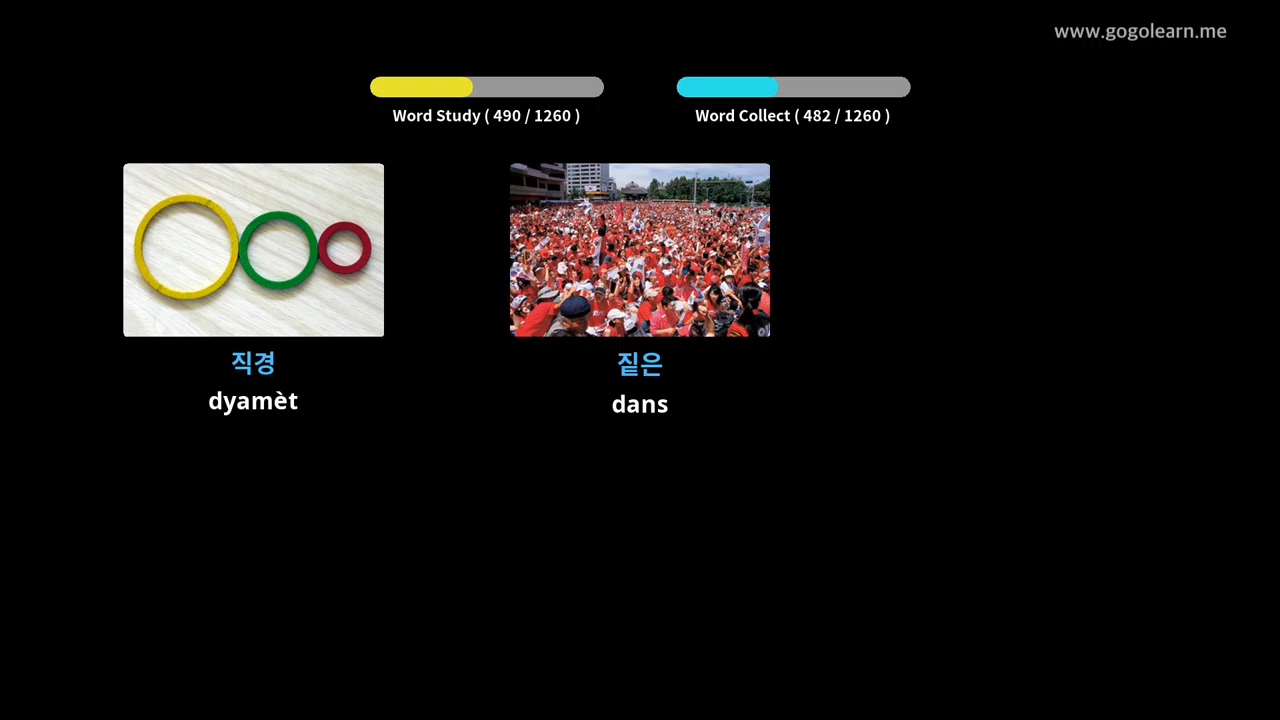 www.gogolearn.me
Word Study ( 490 / 1260 )
Word Collect ( 482 / 1260 )
직경
dyamèt
짙은
dans